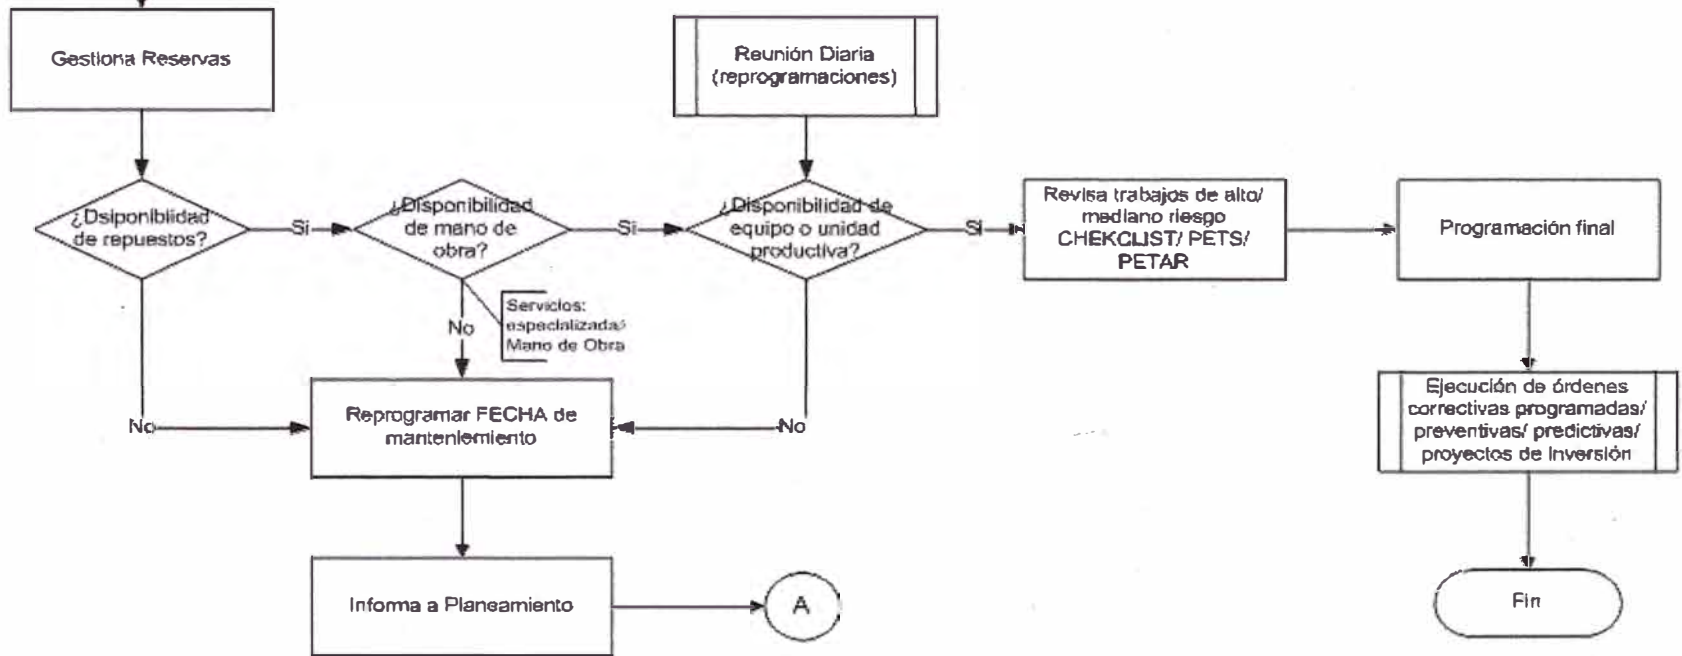 Gestiona Reservas
Reunión Diaria
(reprogramaciones)
¿Dsiponibilidad
de repuestos?
Si
¿Disponibilidad
de mano de
obra?
Si
¿Disponibilidad de
equipo o unidad
productiva?
Si
Revisa trabajos de alto/
mediano riesgo
CHEKCLIST/ PETS/
PETAR
Programación final
Servicios:
especializada/
Mano de Obra
No
No
No
Reprogramar FECHA de
manteniemiento
Ejecución de órdenes
correctivas programadas/
preventivas/ predictivas/
proyectos de Inversión
Informa a Planeamiento
A
Fin